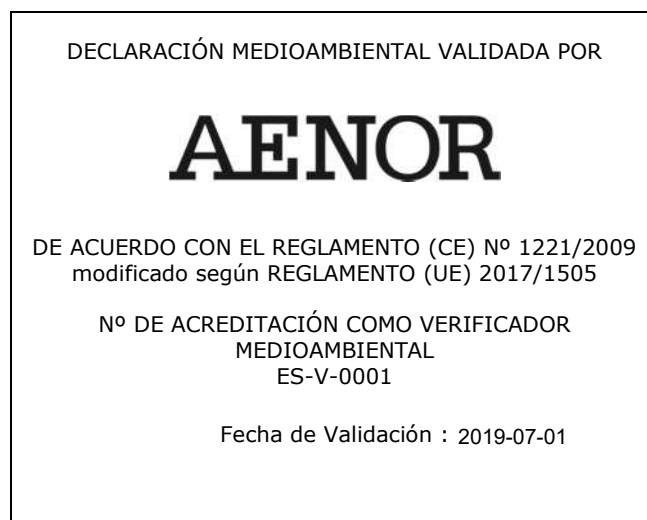 DECLARACIÓN MEDIOAMBIENTAL VALIDADA POR
AENOR
DE ACUERDO CON EL REGLAMENTO (CE) Nº 1221/2009
modificado según REGLAMENTO (UE) 2017/1505
Nº DE ACREDITACIÓN COMO VERIFICADOR
MEDIOAMBIENTAL
ES-V-0001
Fecha de Validación : 2019-07-01